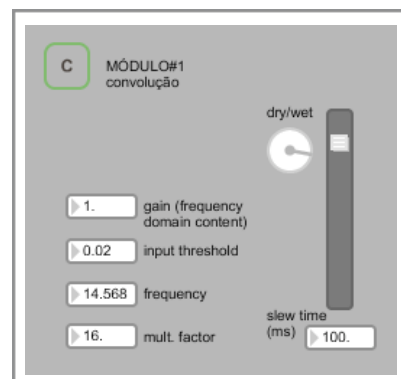 C
MÓDULO#1
convolução
dry/wet
1.
gain (frequency
domain content)
0.02
input threshold
14.568
frequency
16.
mult. factor
slew time
(ms)
100.